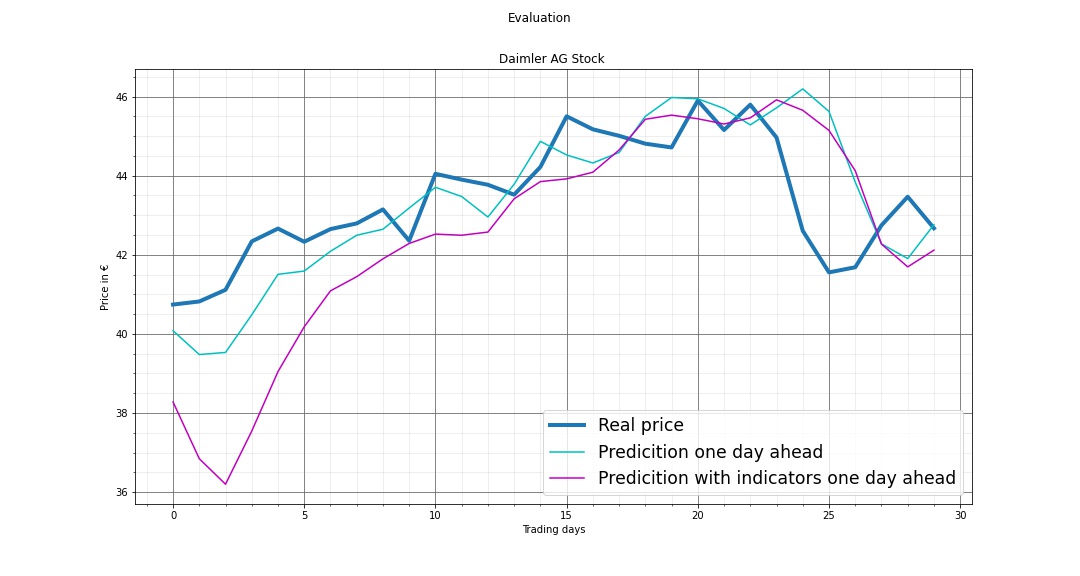 Evaluation
Daimler AG Stock
Price in €
46
44
42
40
38
36
Real price
Predicition one day ahead
Predicition with indicators one day ahead
0 5 10 15 20 25 30
Trading days